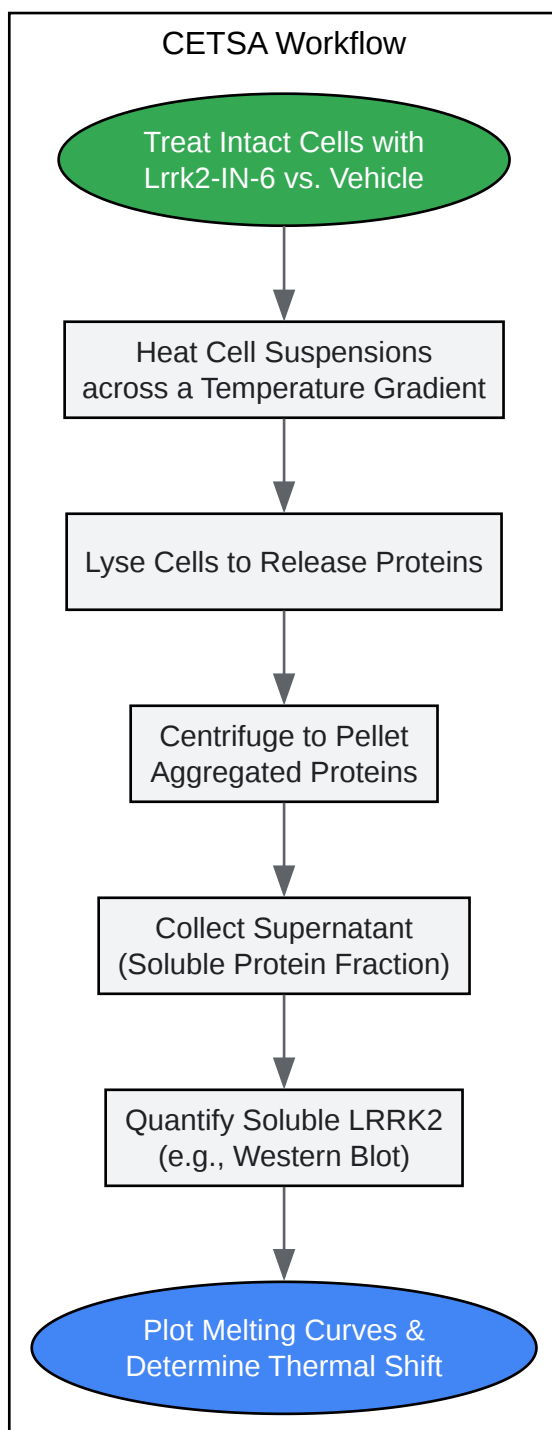 CETSA Workflow
Treat Intact Cells with
Lrrk2-IN-6 vs. Vehicle
Heat Cell Suspensions
across a Temperature Gradient
Lyse Cells to Release Proteins
Centrifuge to Pellet
Aggregated Proteins
Collect Supernatant
(Soluble Protein Fraction)
Quantify Soluble LRRK2
(e.g., Western Blot)
Plot Melting Curves &
Determine Thermal Shift